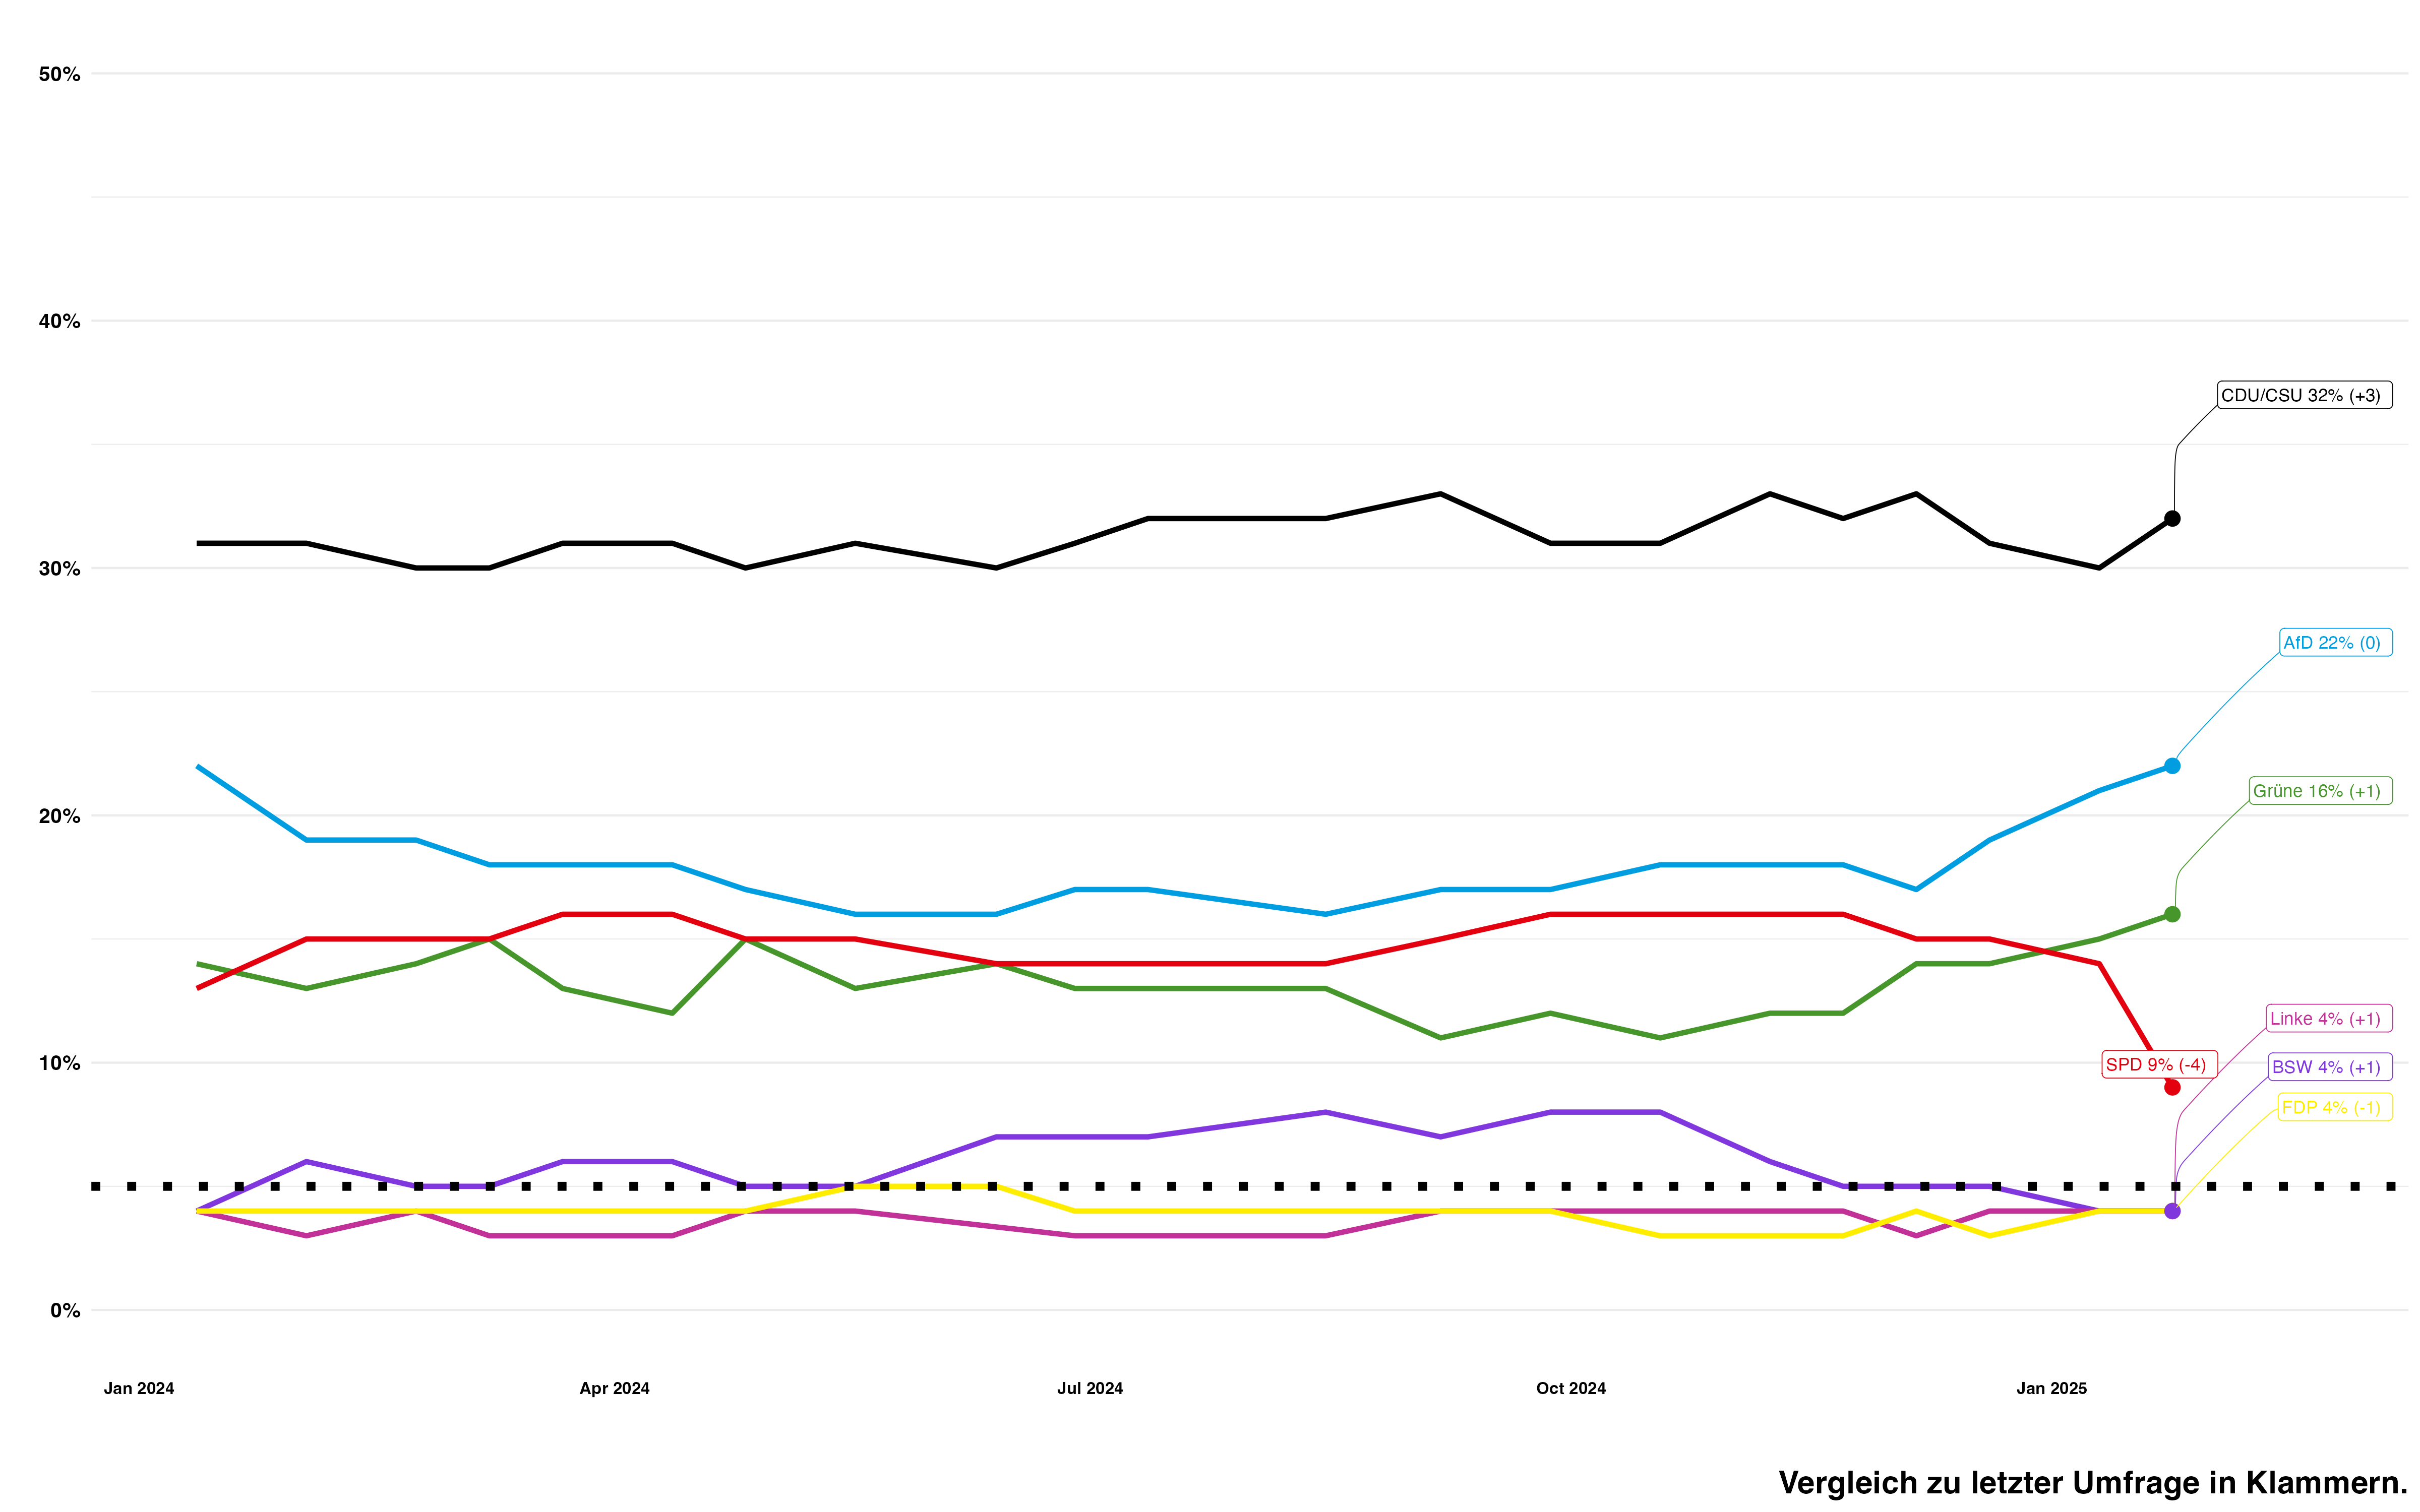 50%
40%
CDU/CSU 32% (+3)
30%
AfD 22% (0)
Grüne 16% (+1)
20%
Linke 4% (+1)
10%
SPD 9% (-4)
BSW 4% (+1)
FDP 4% (-1)
0%
Jan 2024 Apr 2024 Jul 2024 Oct 2024 Jan 2025
Vergleich zu letzter Umfrage in Klammern.